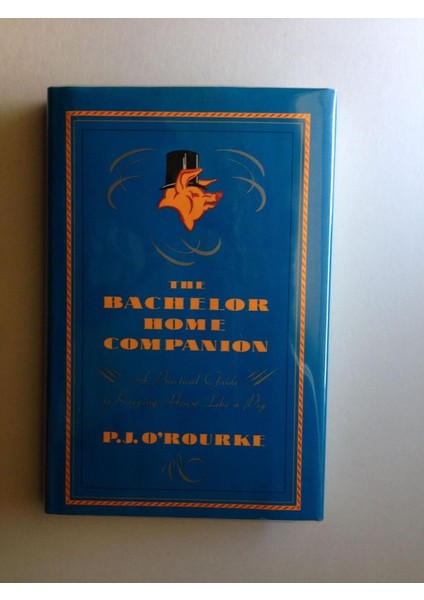 THE
BACHELOR
HOME
COMPANION
A Practical Guide
to Keeping House Like a Pig
P.J. O'ROURKE